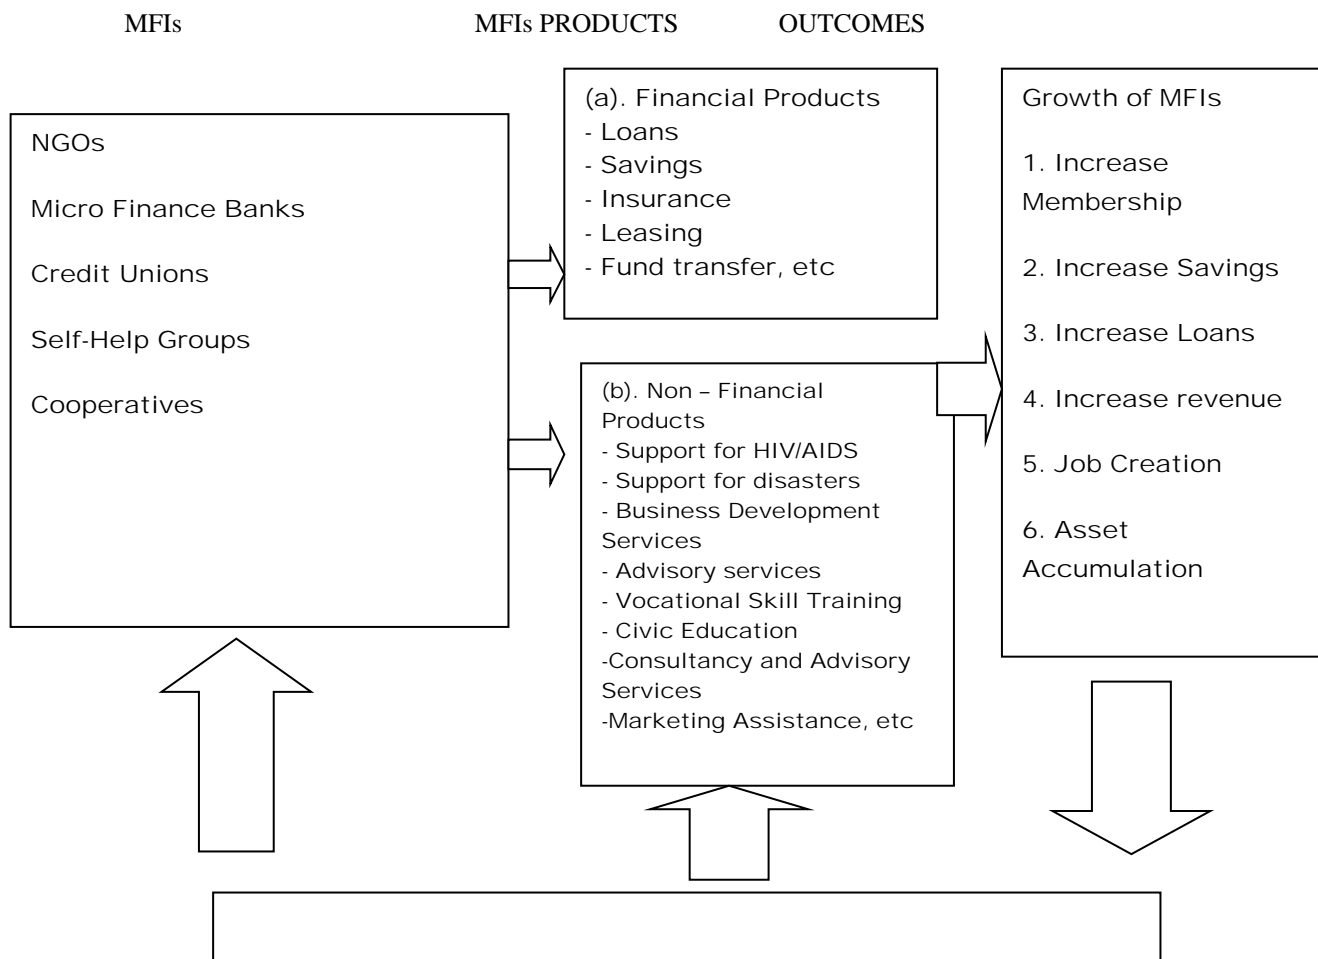 MFIs
MFIs PRODUCTS
OUTCOMES
NGOs
Micro Finance Banks
Credit Unions
Self-Help Groups
Cooperatives
(a). Financial Products
- Loans
- Savings
- Insurance
- Leasing
- Fund transfer, etc
(b). Non – Financial
Products
- Support for HIV/AIDS
- Support for disasters
- Business Development
Services
- Advisory services
- Vocational Skill Training
- Civic Education
-Consultancy and Advisory
Services
-Marketing Assistance, etc
Growth of MFIs
1. Increase
Membership
2. Increase Savings
3. Increase Loans
4. Increase revenue
5. Job Creation
6. Asset
Accumulation